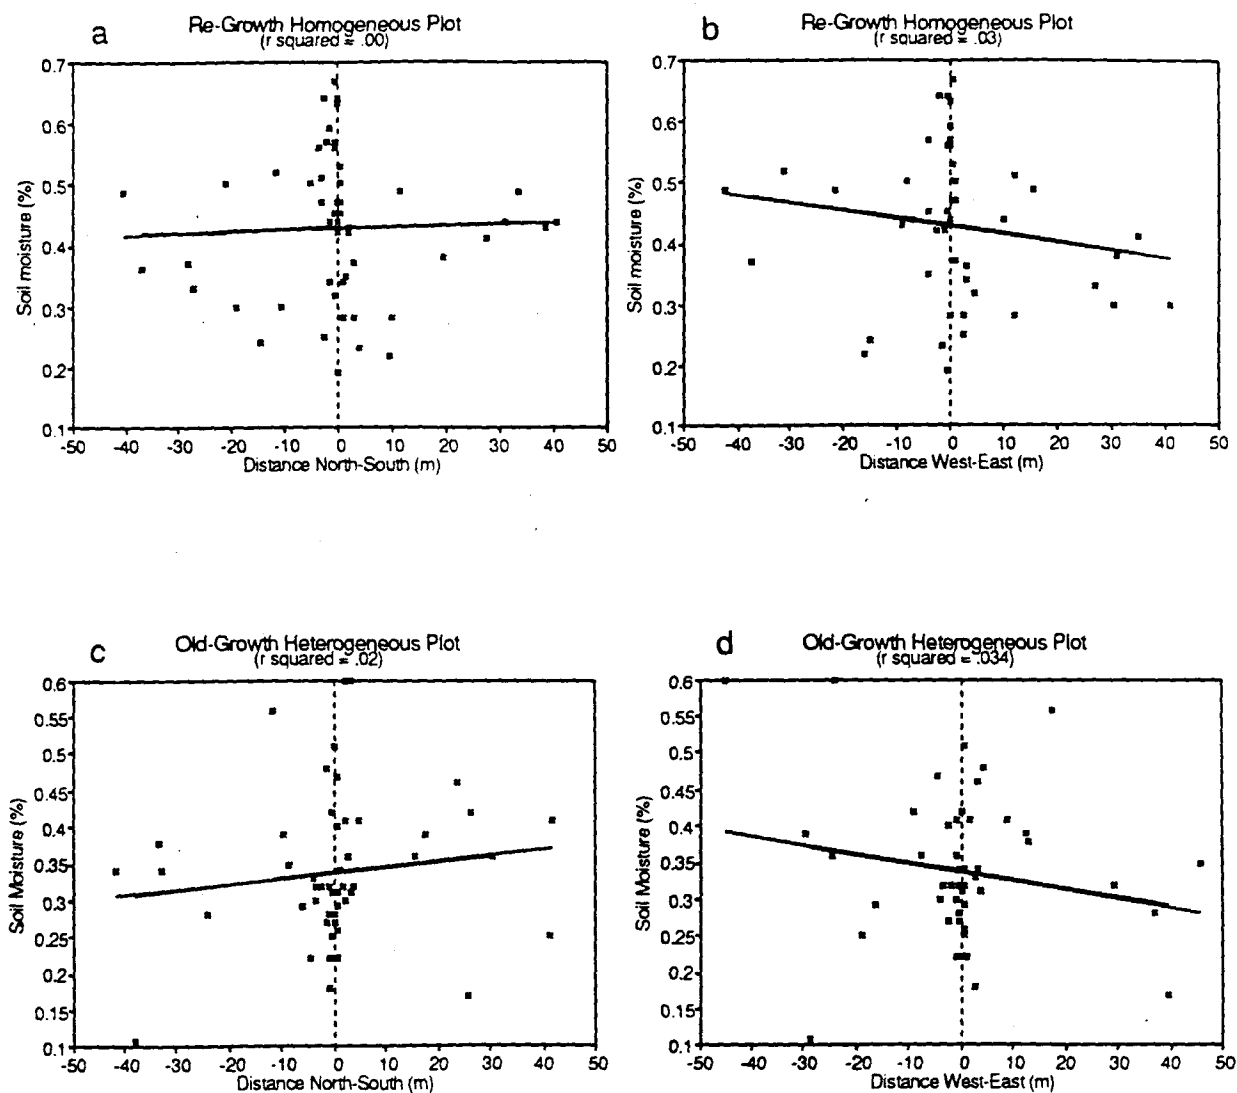 a
Re-Growth Homogeneous Plot
(r squared = .00)
0.7
0.6
0.5
0.4
0.3
0.2
0.1
Soil moisture (%)
-50 -40 -30 -20 -10 0 10 20 30 40 50
Distance North-South (m)
b
Re-Growth Homogeneous Plot
(r squared = .03)
0.7
0.6
0.5
0.4
0.3
0.2
0.1
Soil moisture (%)
-50 -40 -30 -20 -10 0 10 20 30 40 50
Distance West-East (m)
c
Old-Growth Heterogeneous Plot
(r squared = .02)
0.6
0.55
0.5
0.45
0.4
0.35
0.3
0.25
0.2
0.15
0.1
Soil Moisture (%)
-50 -40 -30 -20 -10 0 10 20 30 40 50
Distance North-South (m)
d
Old-Growth Heterogeneous Plot
(r squared = .034)
0.6
0.55
0.5
0.45
0.4
0.35
0.3
0.25
0.2
0.15
0.1
Soil Moisture (%)
-50 -40 -30 -20 -10 0 10 20 30 40 50
Distance West-East (m)